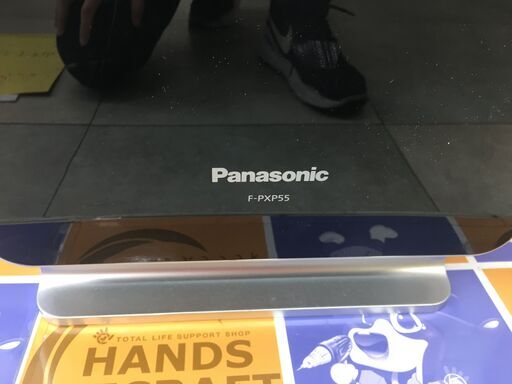 Panasonic
F-PXP55
TOTAL LIFE SUPPORT SHOP
HANDS